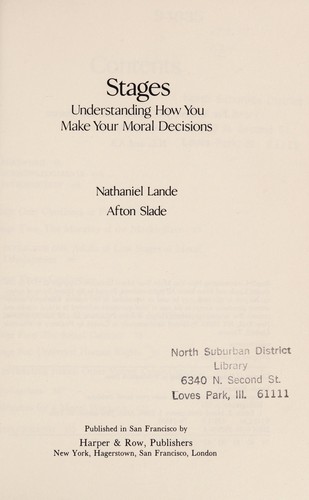 Stages
Understanding How You
Make Your Moral Decisions
Nathaniel Lande
Afton Slade
North Suburban District
Library
6340 N. Second St.
Loves Park, Ill. 61111
Published in San Francisco by
Harper & Row, Publishers
New York, Hagerstown, San Francisco, London